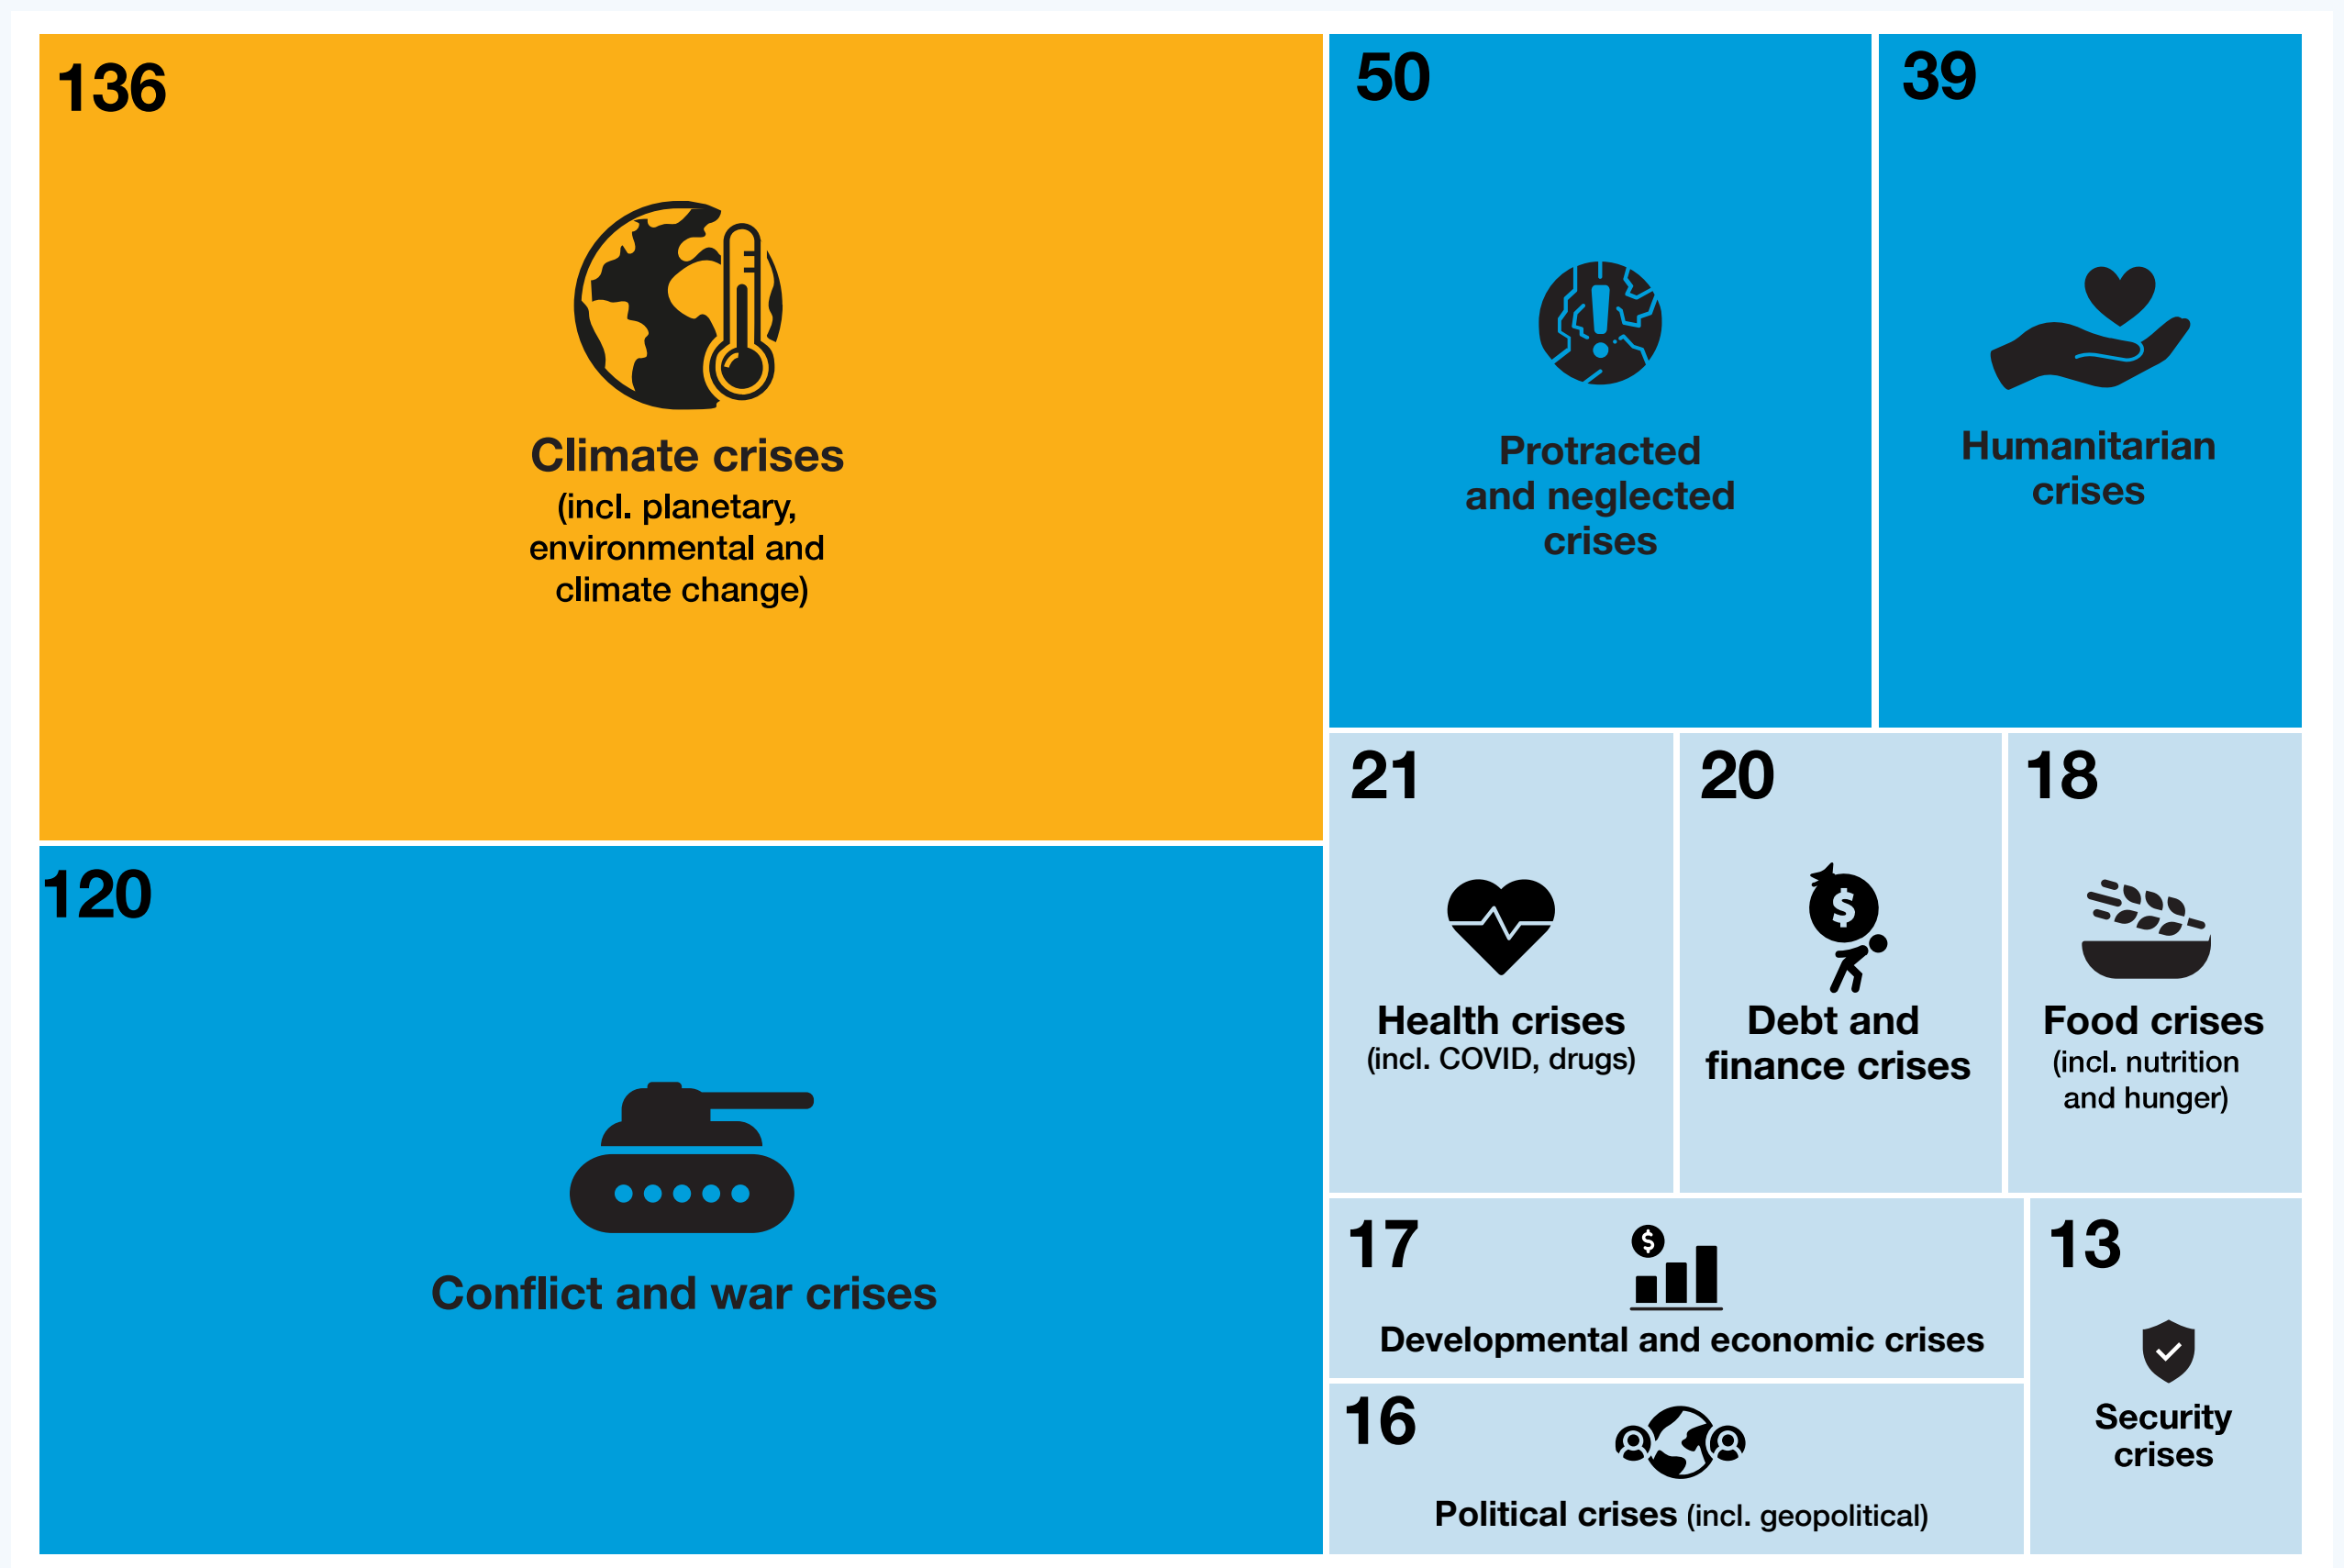 136
Climate crises
(incl. planetary,
environmental and
climate change)
50
Protracted
and neglected
crises
39
Humanitarian
crises
120
Conflict and war crises
21
Health crises
(incl. COVID, drugs)
20
$
Debt and
finance crises
18
Food crises
(incl. nutrition
and hunger)
17
$
Developmental and economic crises
16
Political crises (incl. geopolitical)
13
Security
crises